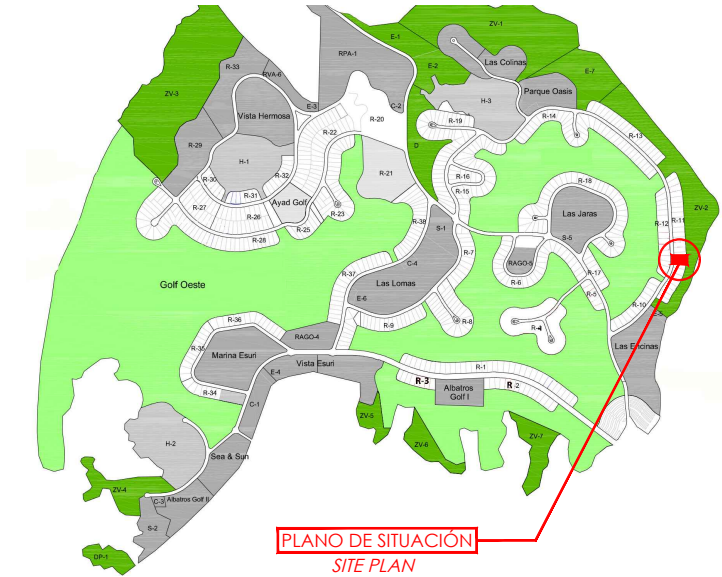 ZV-1
E-1
RPA-1
E-2
Las Colinas
R-33
RVA-6
E-7
ZV-3
Parque Oasis
H-3
E-3
C-2
Vista Hermosa
R-20
R-14
R-19
R-22
R-13
R-29
D
H-1
R-21
R-32
R-16
R-30
R-18
R-15
R-31
ZV-2
Ayad Golf
R-27
R-26
R-23
Las Jaras
R-11
R-12
R-38
S-1
R-25
R-28
S-5
R-7
C-4
RAGO-5
R-37
R-17
Golf Oeste
Las Lomas
R-6
R-5
E-6
R-10
R-36
R-9
R-8
R-4
RAGO-4
Las Encinas
R-35
Marina Esuri
Vista Esuri
R-1
E-4
R-3
Albatros
Golf I
R-2
R-34
C-1
ZV-5
ZV-6
ZV-7
H-2
Sea & Sun
ZV-4
C-3
Albatros Golf II
S-2
DP-1
PLANO DE SITUACIÓN
SITE PLAN